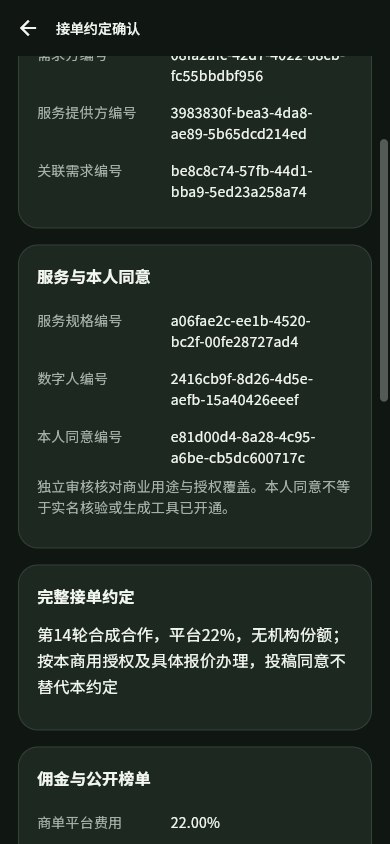 接单约定确认
fc55bbdbf956
服务提供方编号 3983830f-bea3-4da8-
ae89-5b65dcd214ed
关联需求编号 be8c8c74-57fb-44d1-
bba9-5ed23a258a74
服务与本人同意
服务规格编号 a06fae2c-ee1b-4520-
bc2f-00fe28727ad4
数字人编号 2416cb9f-8d26-4d5e-
aefb-15a40426eeef
本人同意编号 e81d00d4-8a28-4c95-
a6be-cb5dc600717c
独立审核核对商业用途与授权覆盖。本人同意不等
于实名核验或生成工具已开通。
完整接单约定
第14轮合成合作，平台22%，无机构份额；
按本商用授权及具体报价办理，投稿同意不
替代本约定
佣金与公开榜单
商单平台费用 22.00%